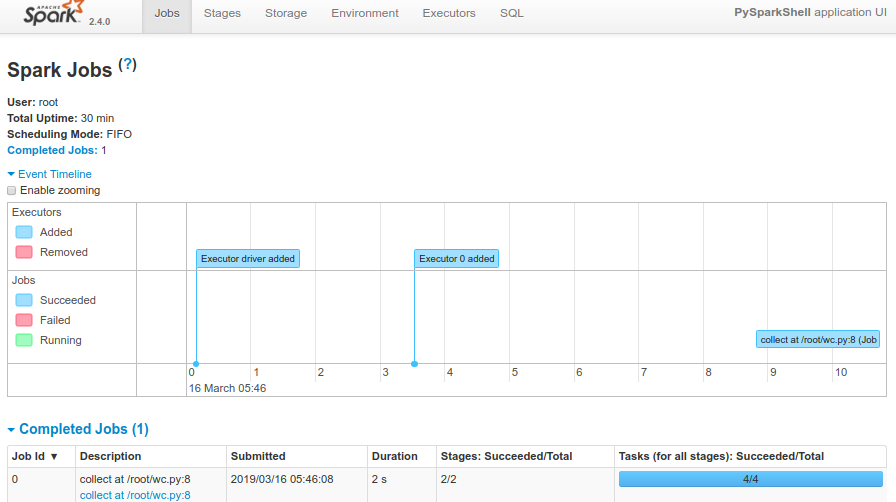 APACHE
Spark 2.4.0 Jobs Stages Storage Environment Executors SQL PySparkShell application UI
Spark Jobs (?)
User: root
Total Uptime: 30 min
Scheduling Mode: FIFO
Completed Jobs: 1
Event Timeline
Enable zooming
Executors
Added
Removed
Executor driver added Executor 0 added
Jobs
Succeeded
Failed
Running
collect at /root/wc.py:8 (Job
0 1 2 3 4 5 6 7 8 9 10
16 March 05:46
Completed Jobs (1)
Job Id ▼ Description Submitted Duration Stages: Succeeded/Total Tasks (for all stages): Succeeded/Total
0 collect at /root/wc.py:8 2019/03/16 05:46:08 2 s 2/2 4/4
collect at /root/wc.py:8